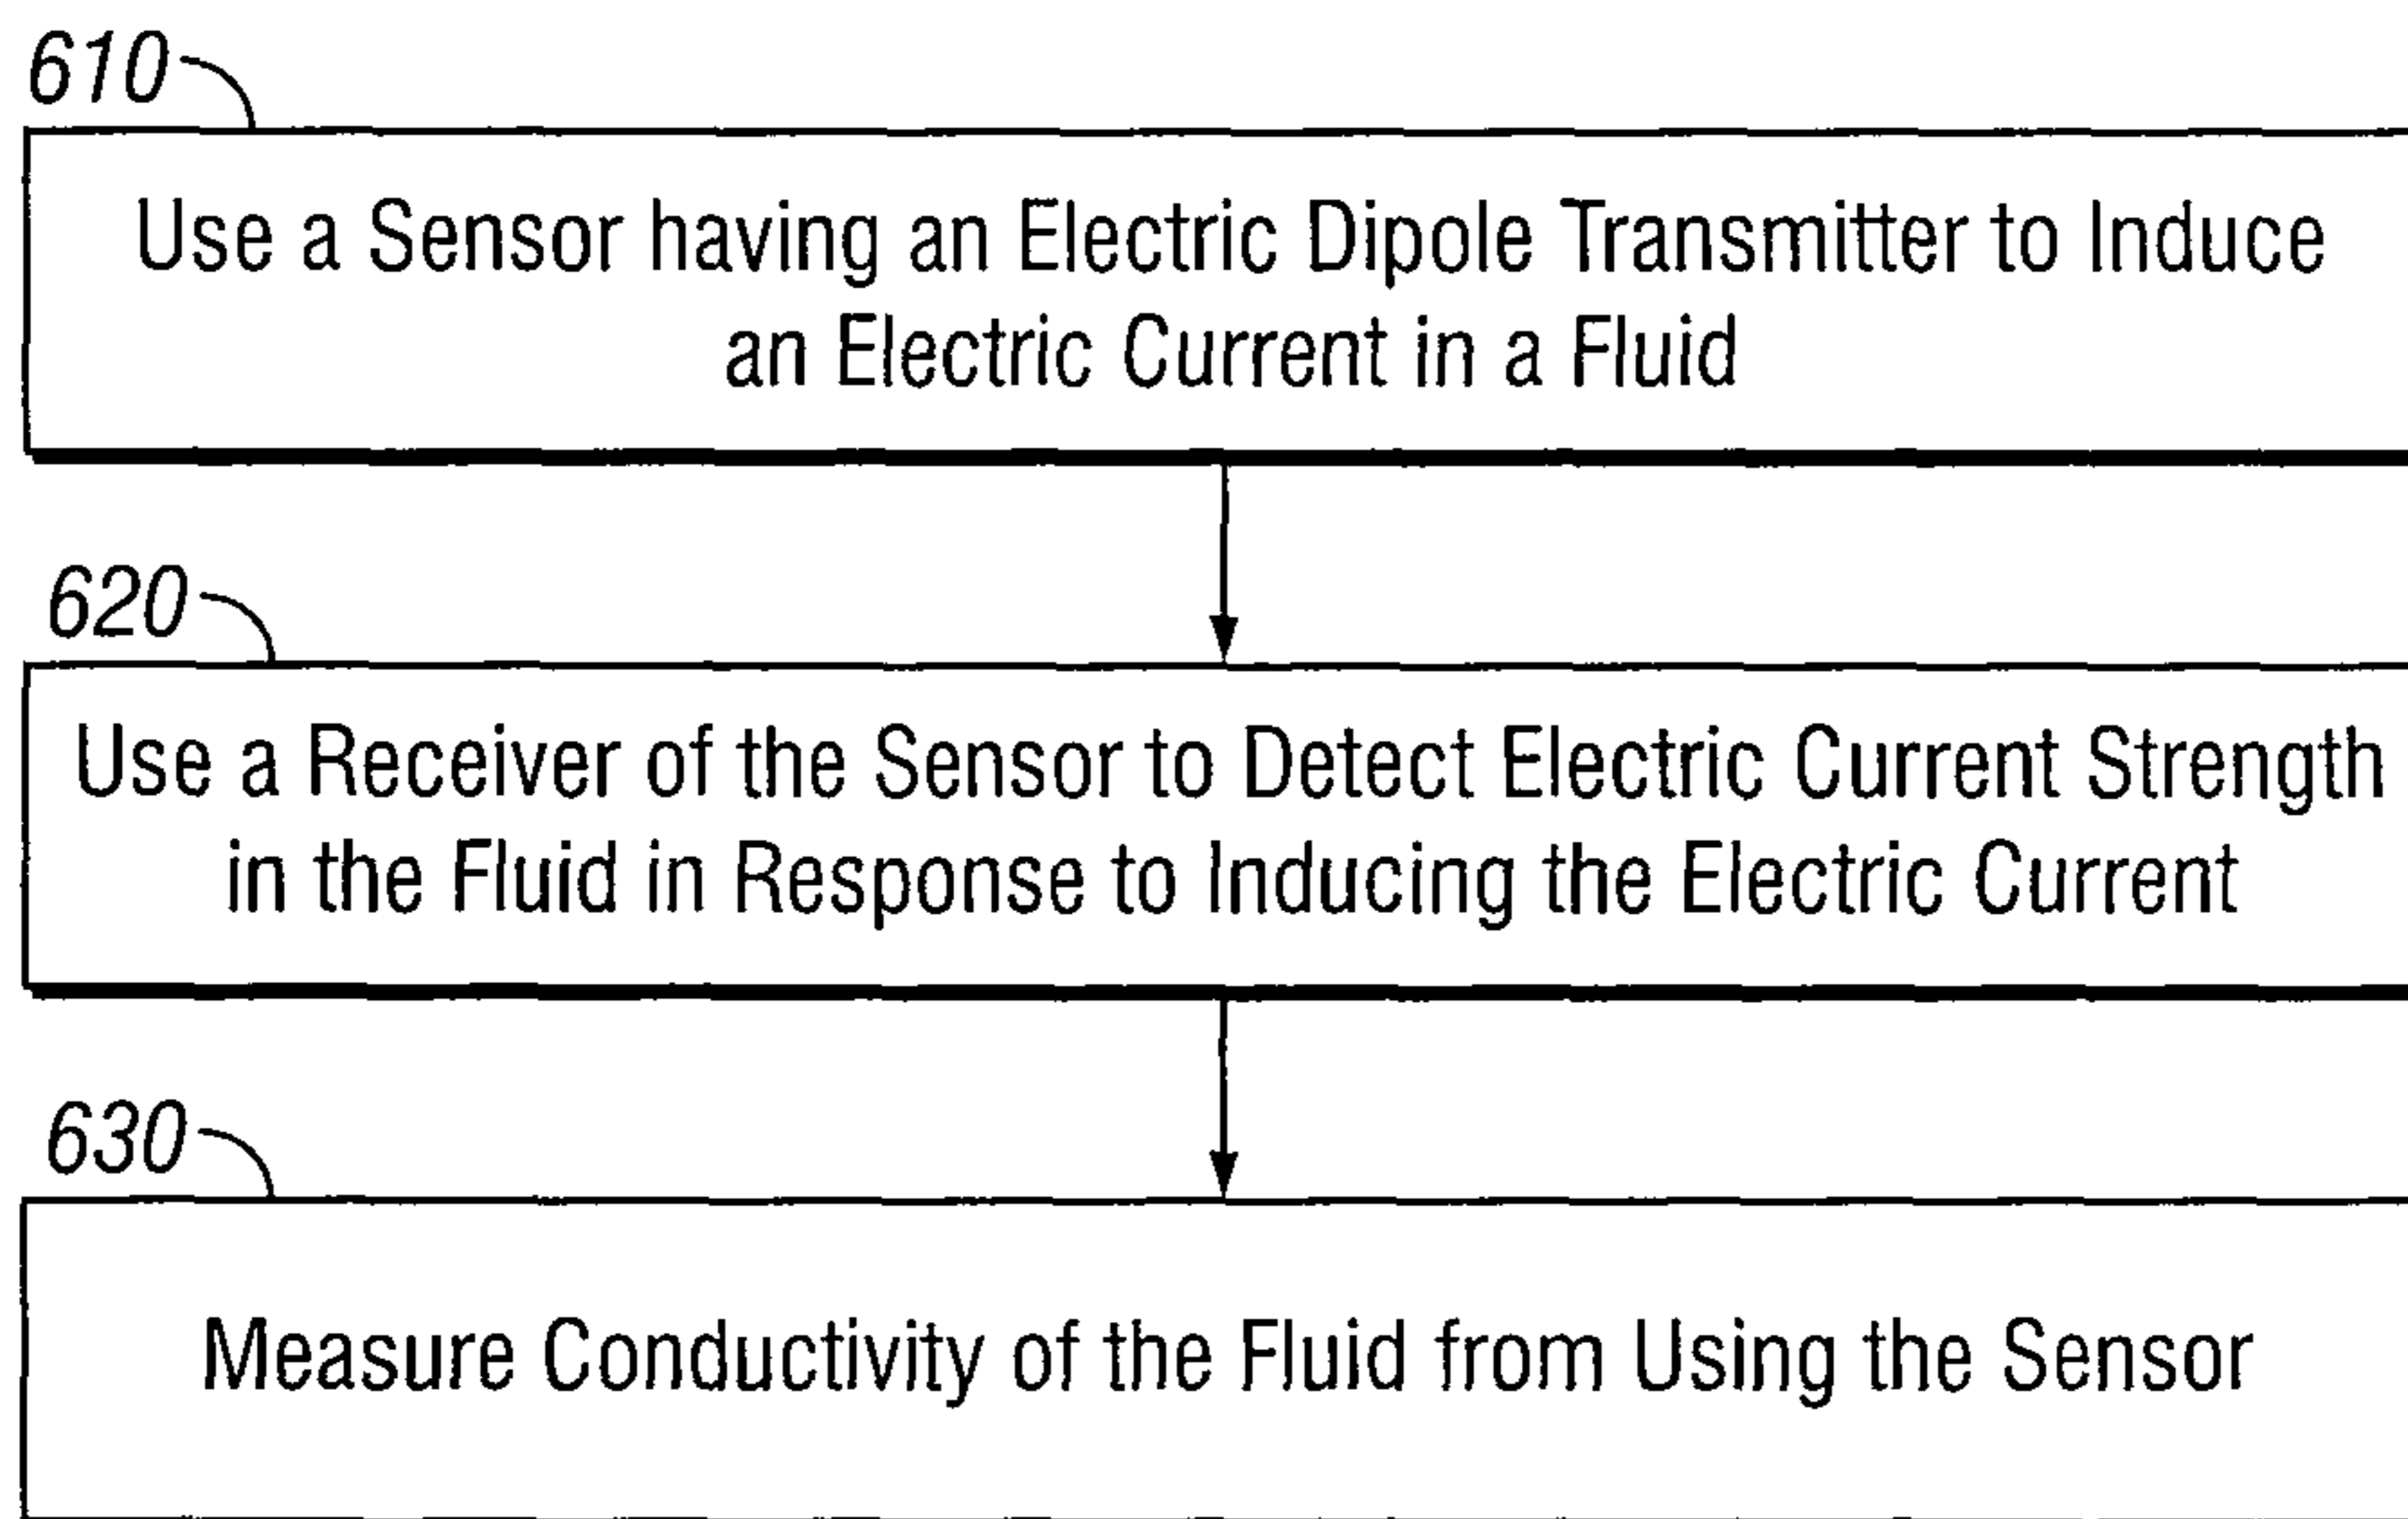 610
Use a Sensor having an Electric Dipole Transmitter to Induce
an Electric Current in a Fluid
620
Use a Receiver of the Sensor to Detect Electric Current Strength
in the Fluid in Response to Inducing the Electric Current
630
Measure Conductivity of the Fluid from Using the Sensor